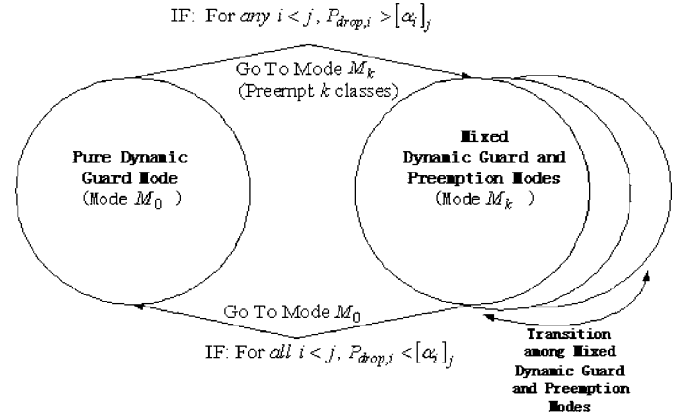 IF: For any i < j, P_drop,i > [α_i]_j
Go To Mode M_k
(Preempt k classes)
Pure Dynamic
Guard Mode
(Mode M_0 )
Mixed
Dynamic Guard and
Preemption Modes
(Mode M_k )
Go To Mode M_0
IF: For all i < j, P_drop,i < [α_i]_j
Transition
among Mixed
Dynamic Guard
and Preemption
Modes